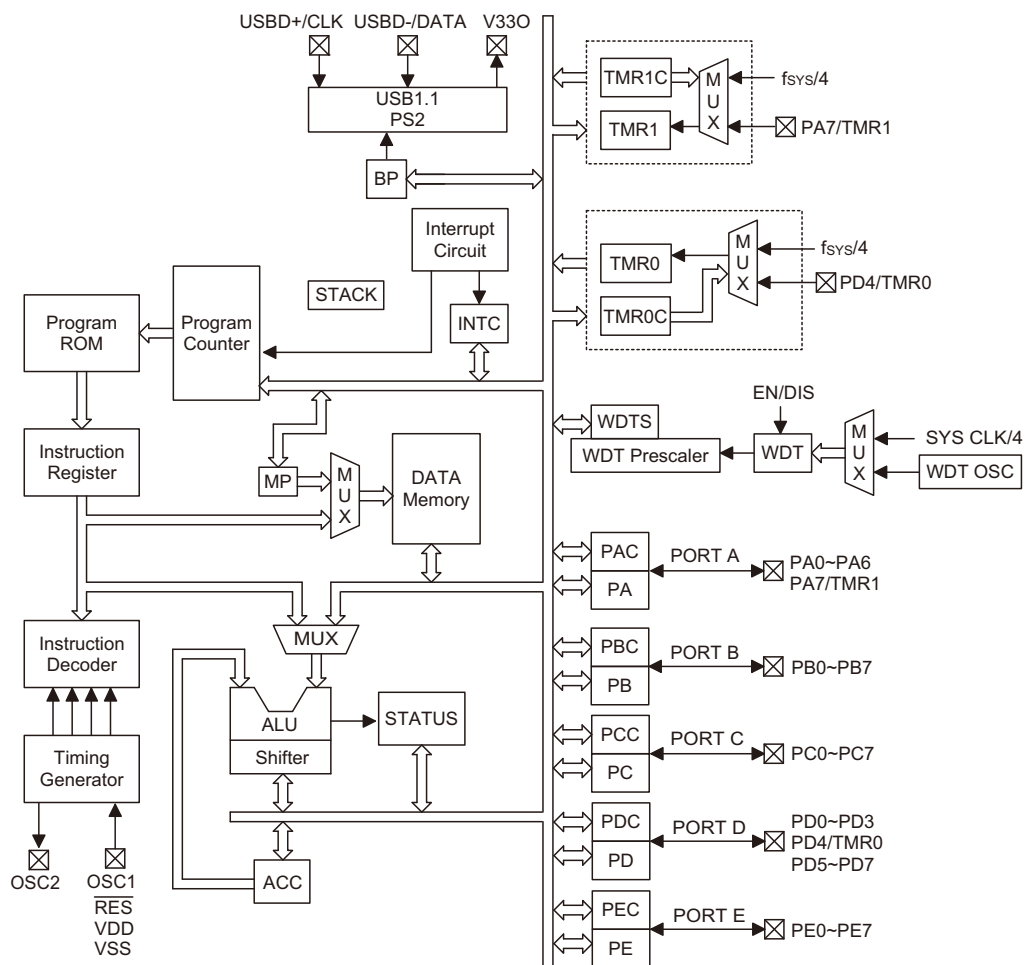 USBD+/CLK USBD-/DATA V33O
USB1.1
PS2
BP
Interrupt
Circuit
STACK
INTC
Program
ROM
Program
Counter
Instruction
Register
MP
MUX
DATA
Memory
MUX
Instruction
Decoder
ALU
Shifter
STATUS
Timing
Generator
OSC2
OSC1
RES
VDD
VSS
ACC
TMR1C
TMR1
MUX
fSYS/4
PA7/TMR1
TMR0
TMR0C
MUX
fSYS/4
PD4/TMR0
EN/DIS
WDTS
WDT Prescaler
WDT
MUX
SYS CLK/4
WDT OSC
PAC
PA
PORT A
PA0~PA6
PA7/TMR1
PBC
PB
PORT B
PB0~PB7
PCC
PC
PORT C
PC0~PC7
PDC
PD
PORT D
PD0~PD3
PD4/TMR0
PD5~PD7
PEC
PE
PORT E
PE0~PE7